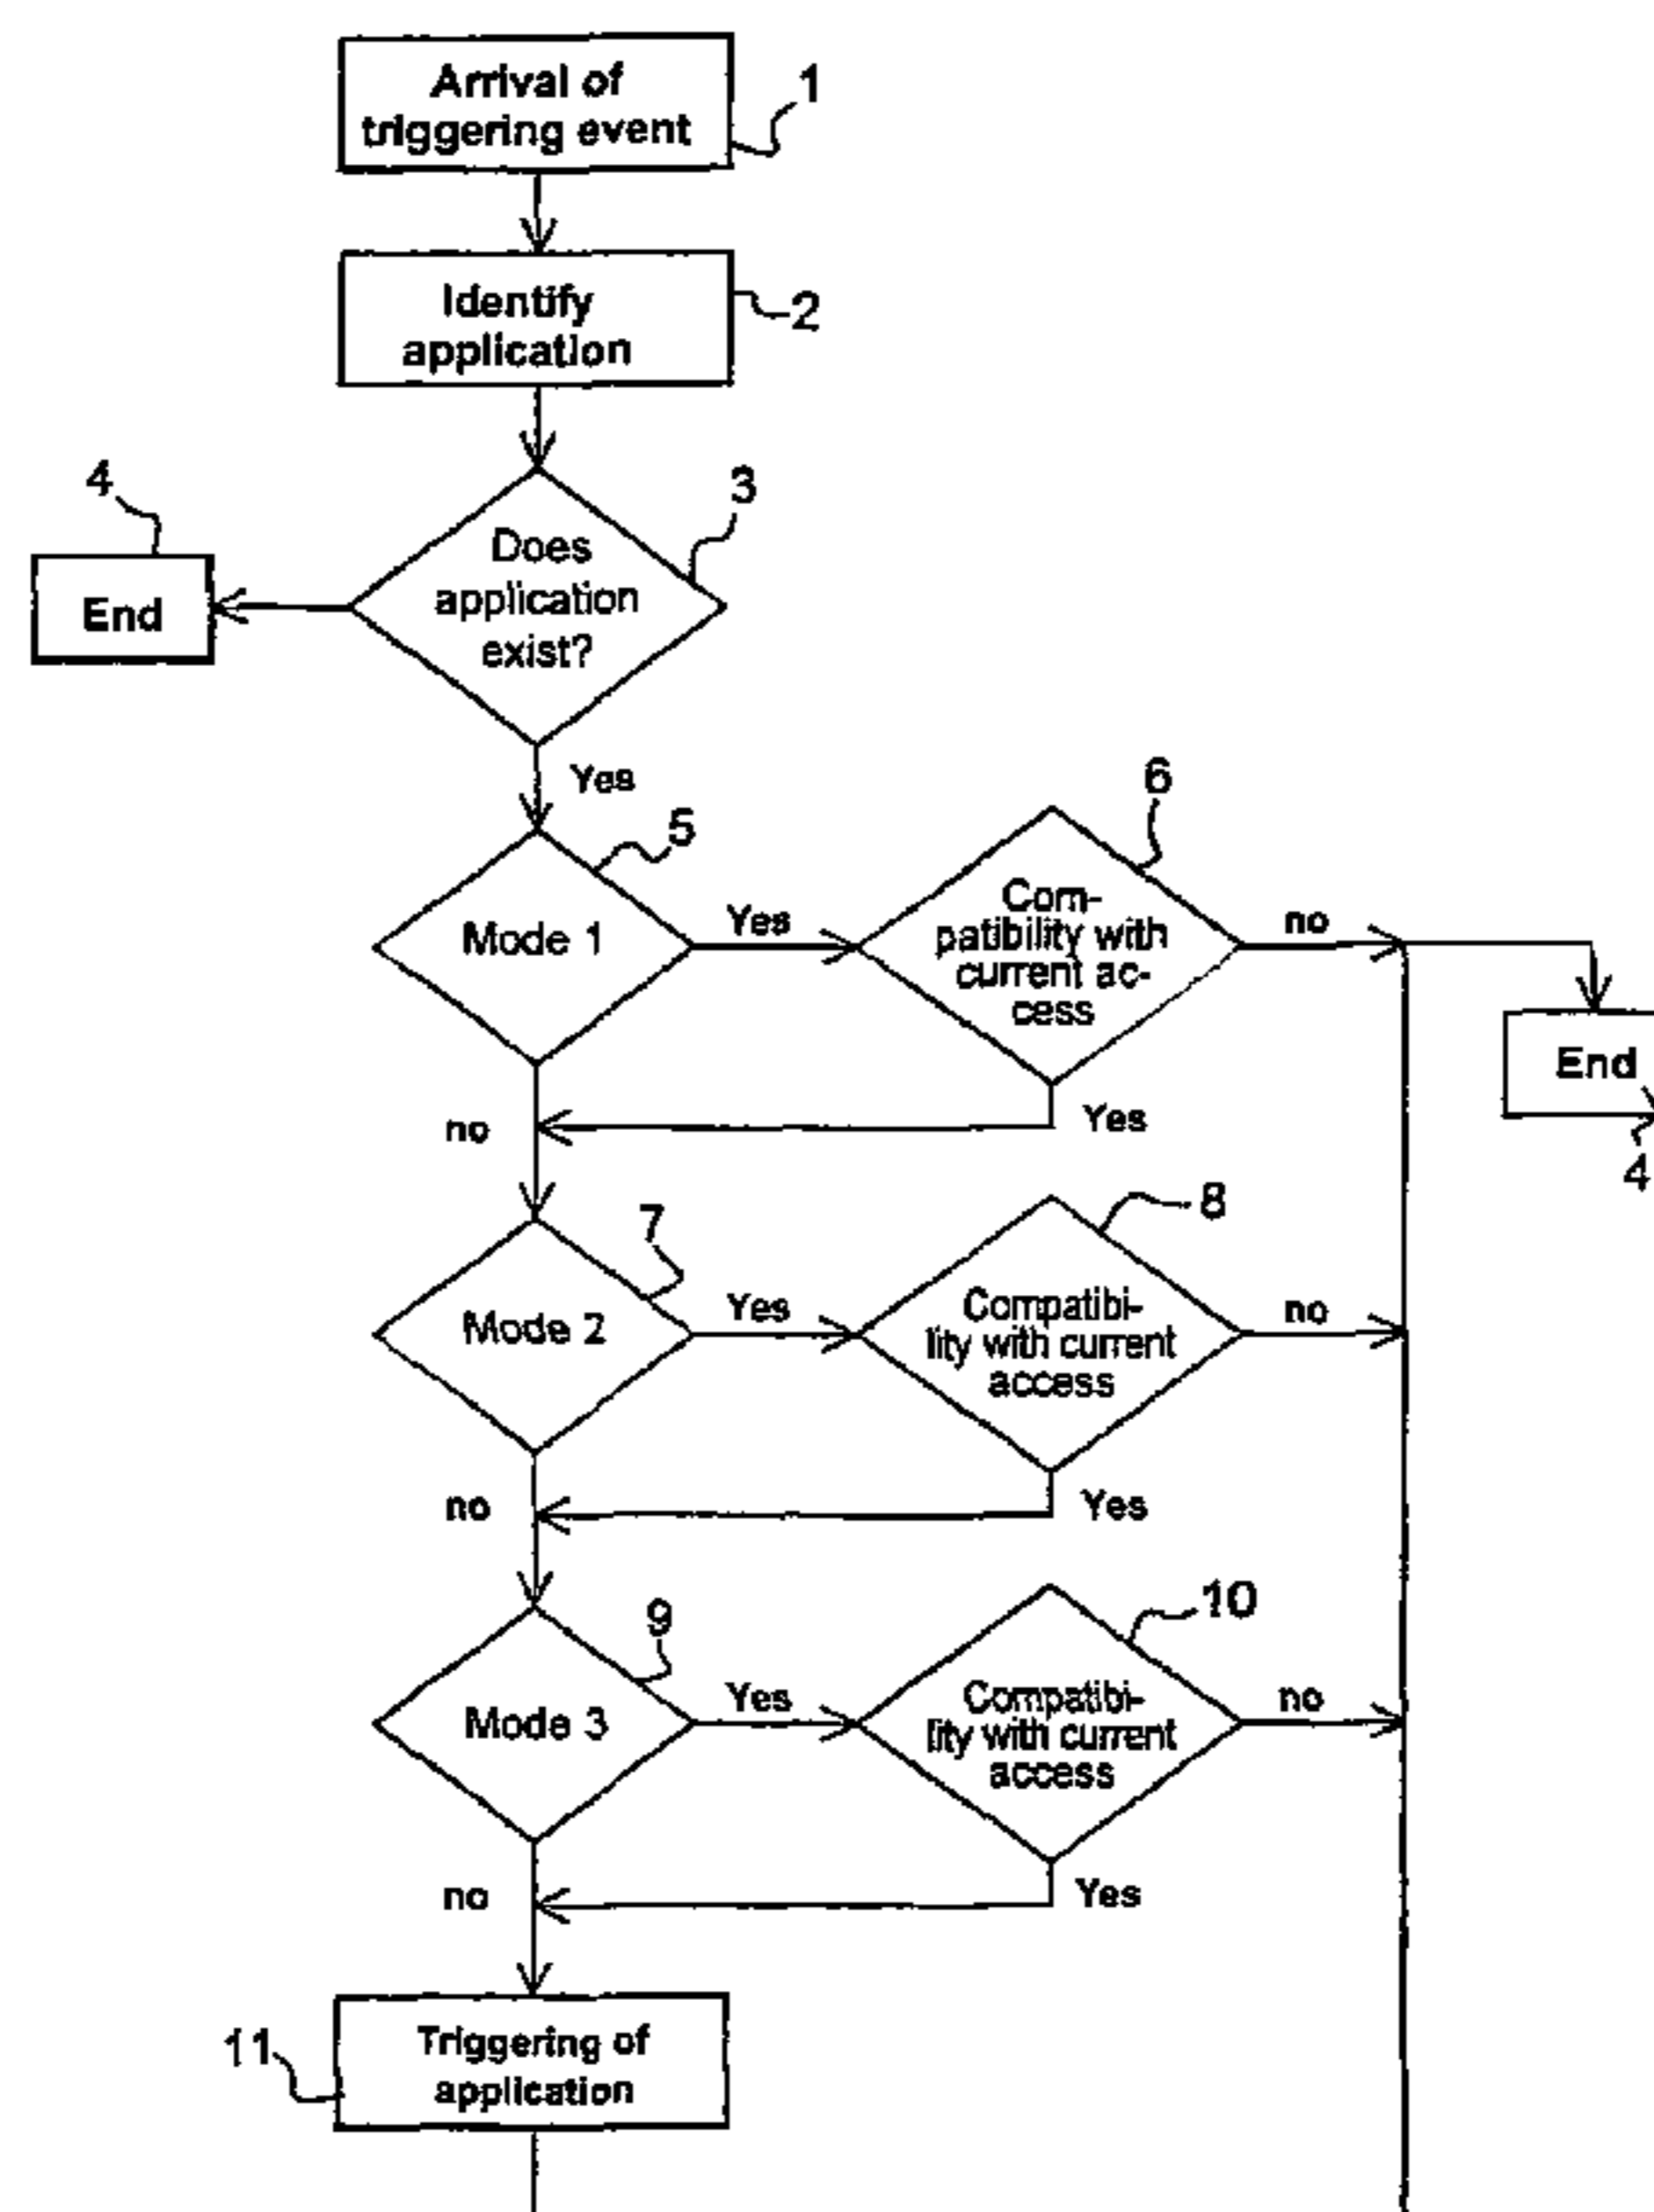 Arrival of
triggering event
1
Identify
application
2
Does
application
exist?
3
4
End
Yes
Mode 1
5
Yes
Com-
patibility with
current ac-
cess
6
no
End
4
no
Yes
Mode 2
7
Yes
Compatibi-
lity with current
access
8
no
no
Yes
Mode 3
9
Yes
Compatibi-
lity with current
access
10
no
no
Yes
Triggering of
application
11